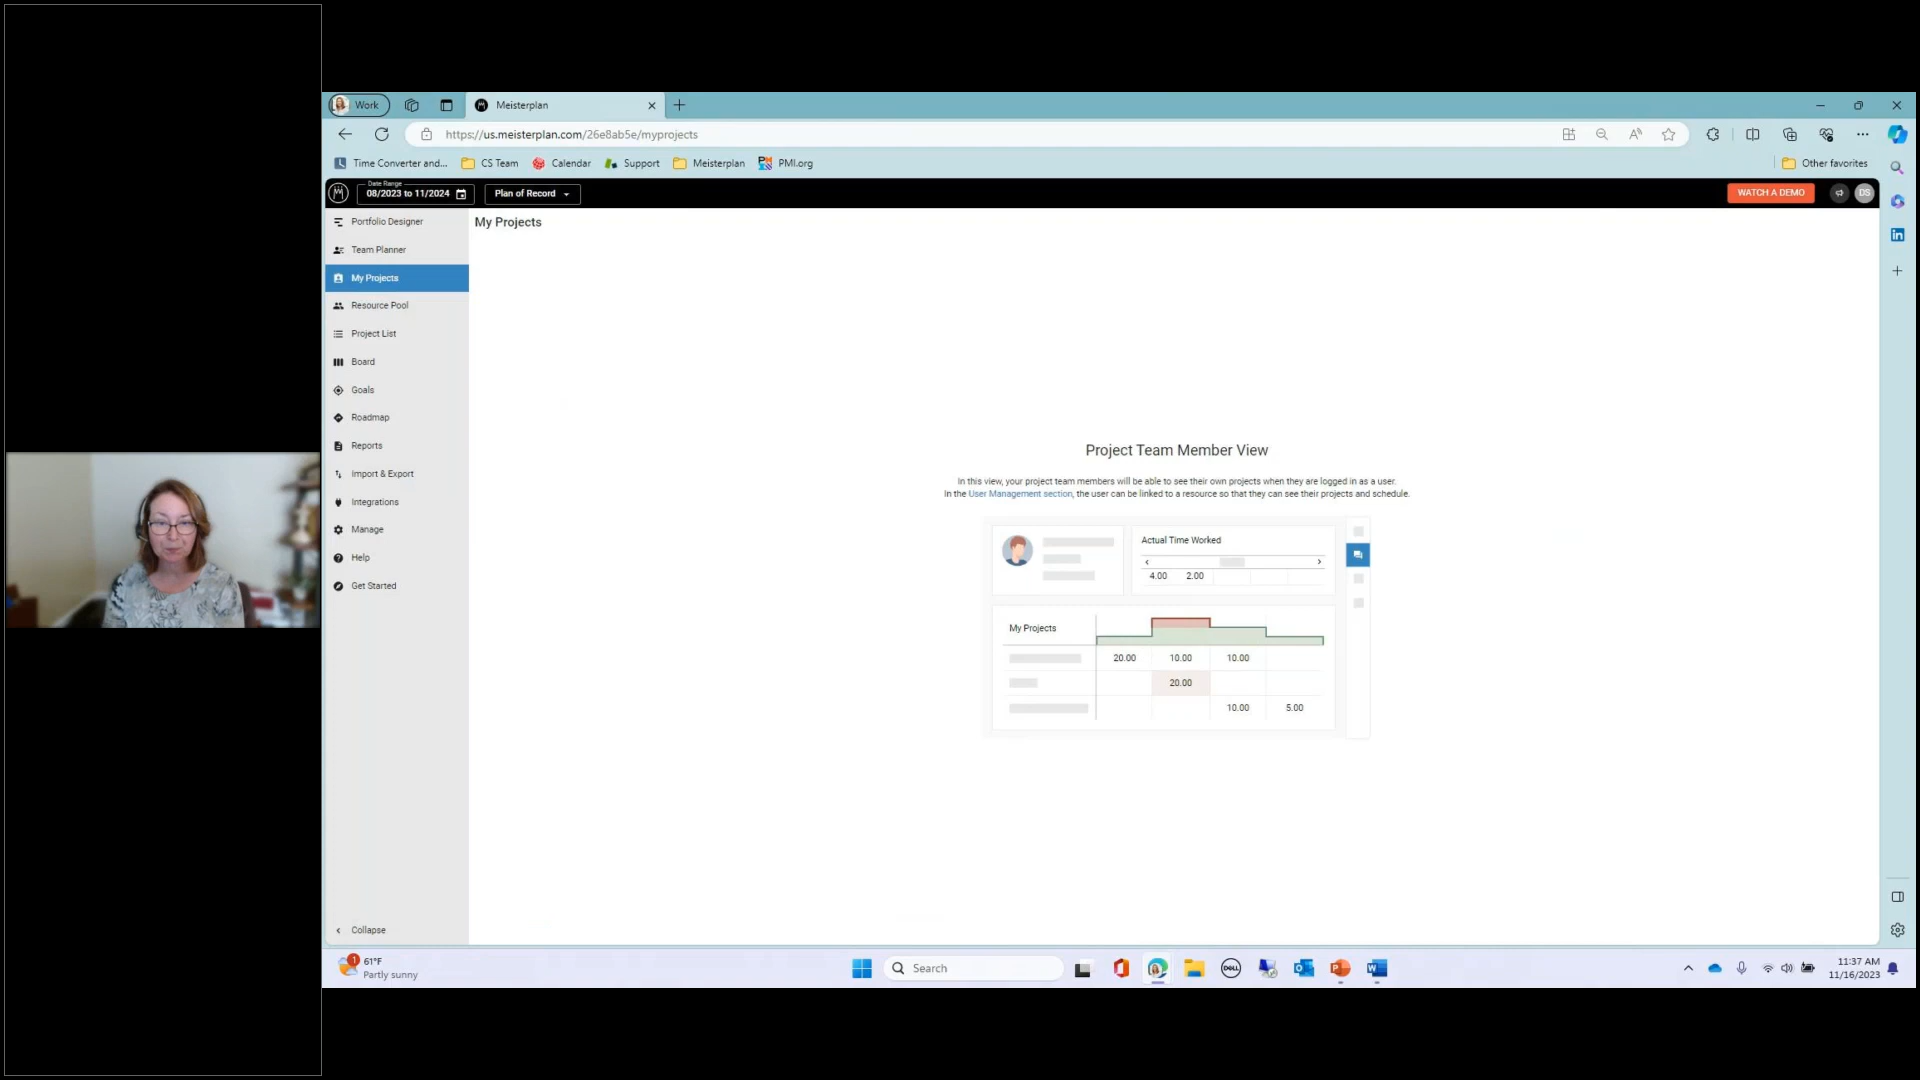 Work
Meisterplan
https://us.meisterplan.com/26e8ab5e/myprojects
Time Converter and...
CS Team
Calendar
Support
Meisterplan
PMI.org
Other favorites
Date Range
08/2023 to 11/2024
Plan of Record
WATCH A DEMO
DS
Portfolio Designer
Team Planner
My Projects
Resource Pool
Project List
Board
Goals
Roadmap
Reports
Import & Export
Integrations
Manage
Help
Get Started
Collapse
My Projects
Project Team Member View
In this view, your project team members will be able to see their own projects when they are logged in as a user.
In the User Management section, the user can be linked to a resource so that they can see their projects and schedule.
Actual Time Worked
4.00 2.00
My Projects
20.00 10.00 10.00
20.00
10.00 5.00
1
61°F
Partly sunny
Search
DELL
11:37 AM
11/16/2023